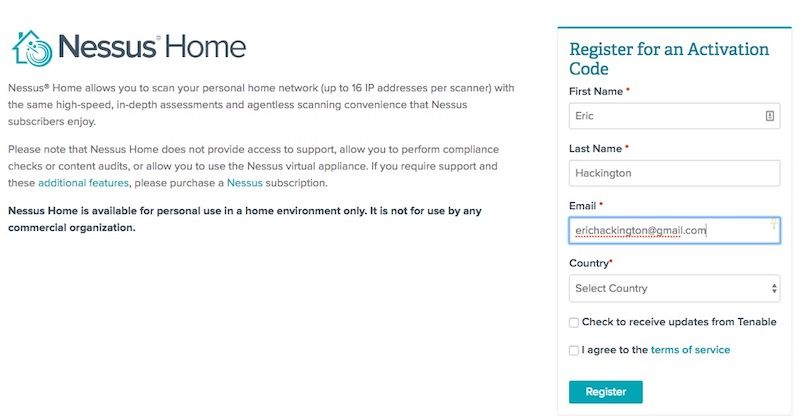 Nessus® Home
Nessus® Home allows you to scan your personal home network (up to 16 IP addresses per scanner) with
the same high-speed, in-depth assessments and agentless scanning convenience that Nessus
subscribers enjoy.
Please note that Nessus Home does not provide access to support, allow you to perform compliance
checks or content audits, or allow you to use the Nessus virtual appliance. If you require support and
these additional features, please purchase a Nessus subscription.
Nessus Home is available for personal use in a home environment only. It is not for use by any
commercial organization.
Register for an Activation
Code
First Name *
Eric
Last Name *
Hackington
Email *
erichackington@gmail.com
Country*
Select Country
Check to receive updates from Tenable
I agree to the terms of service
Register